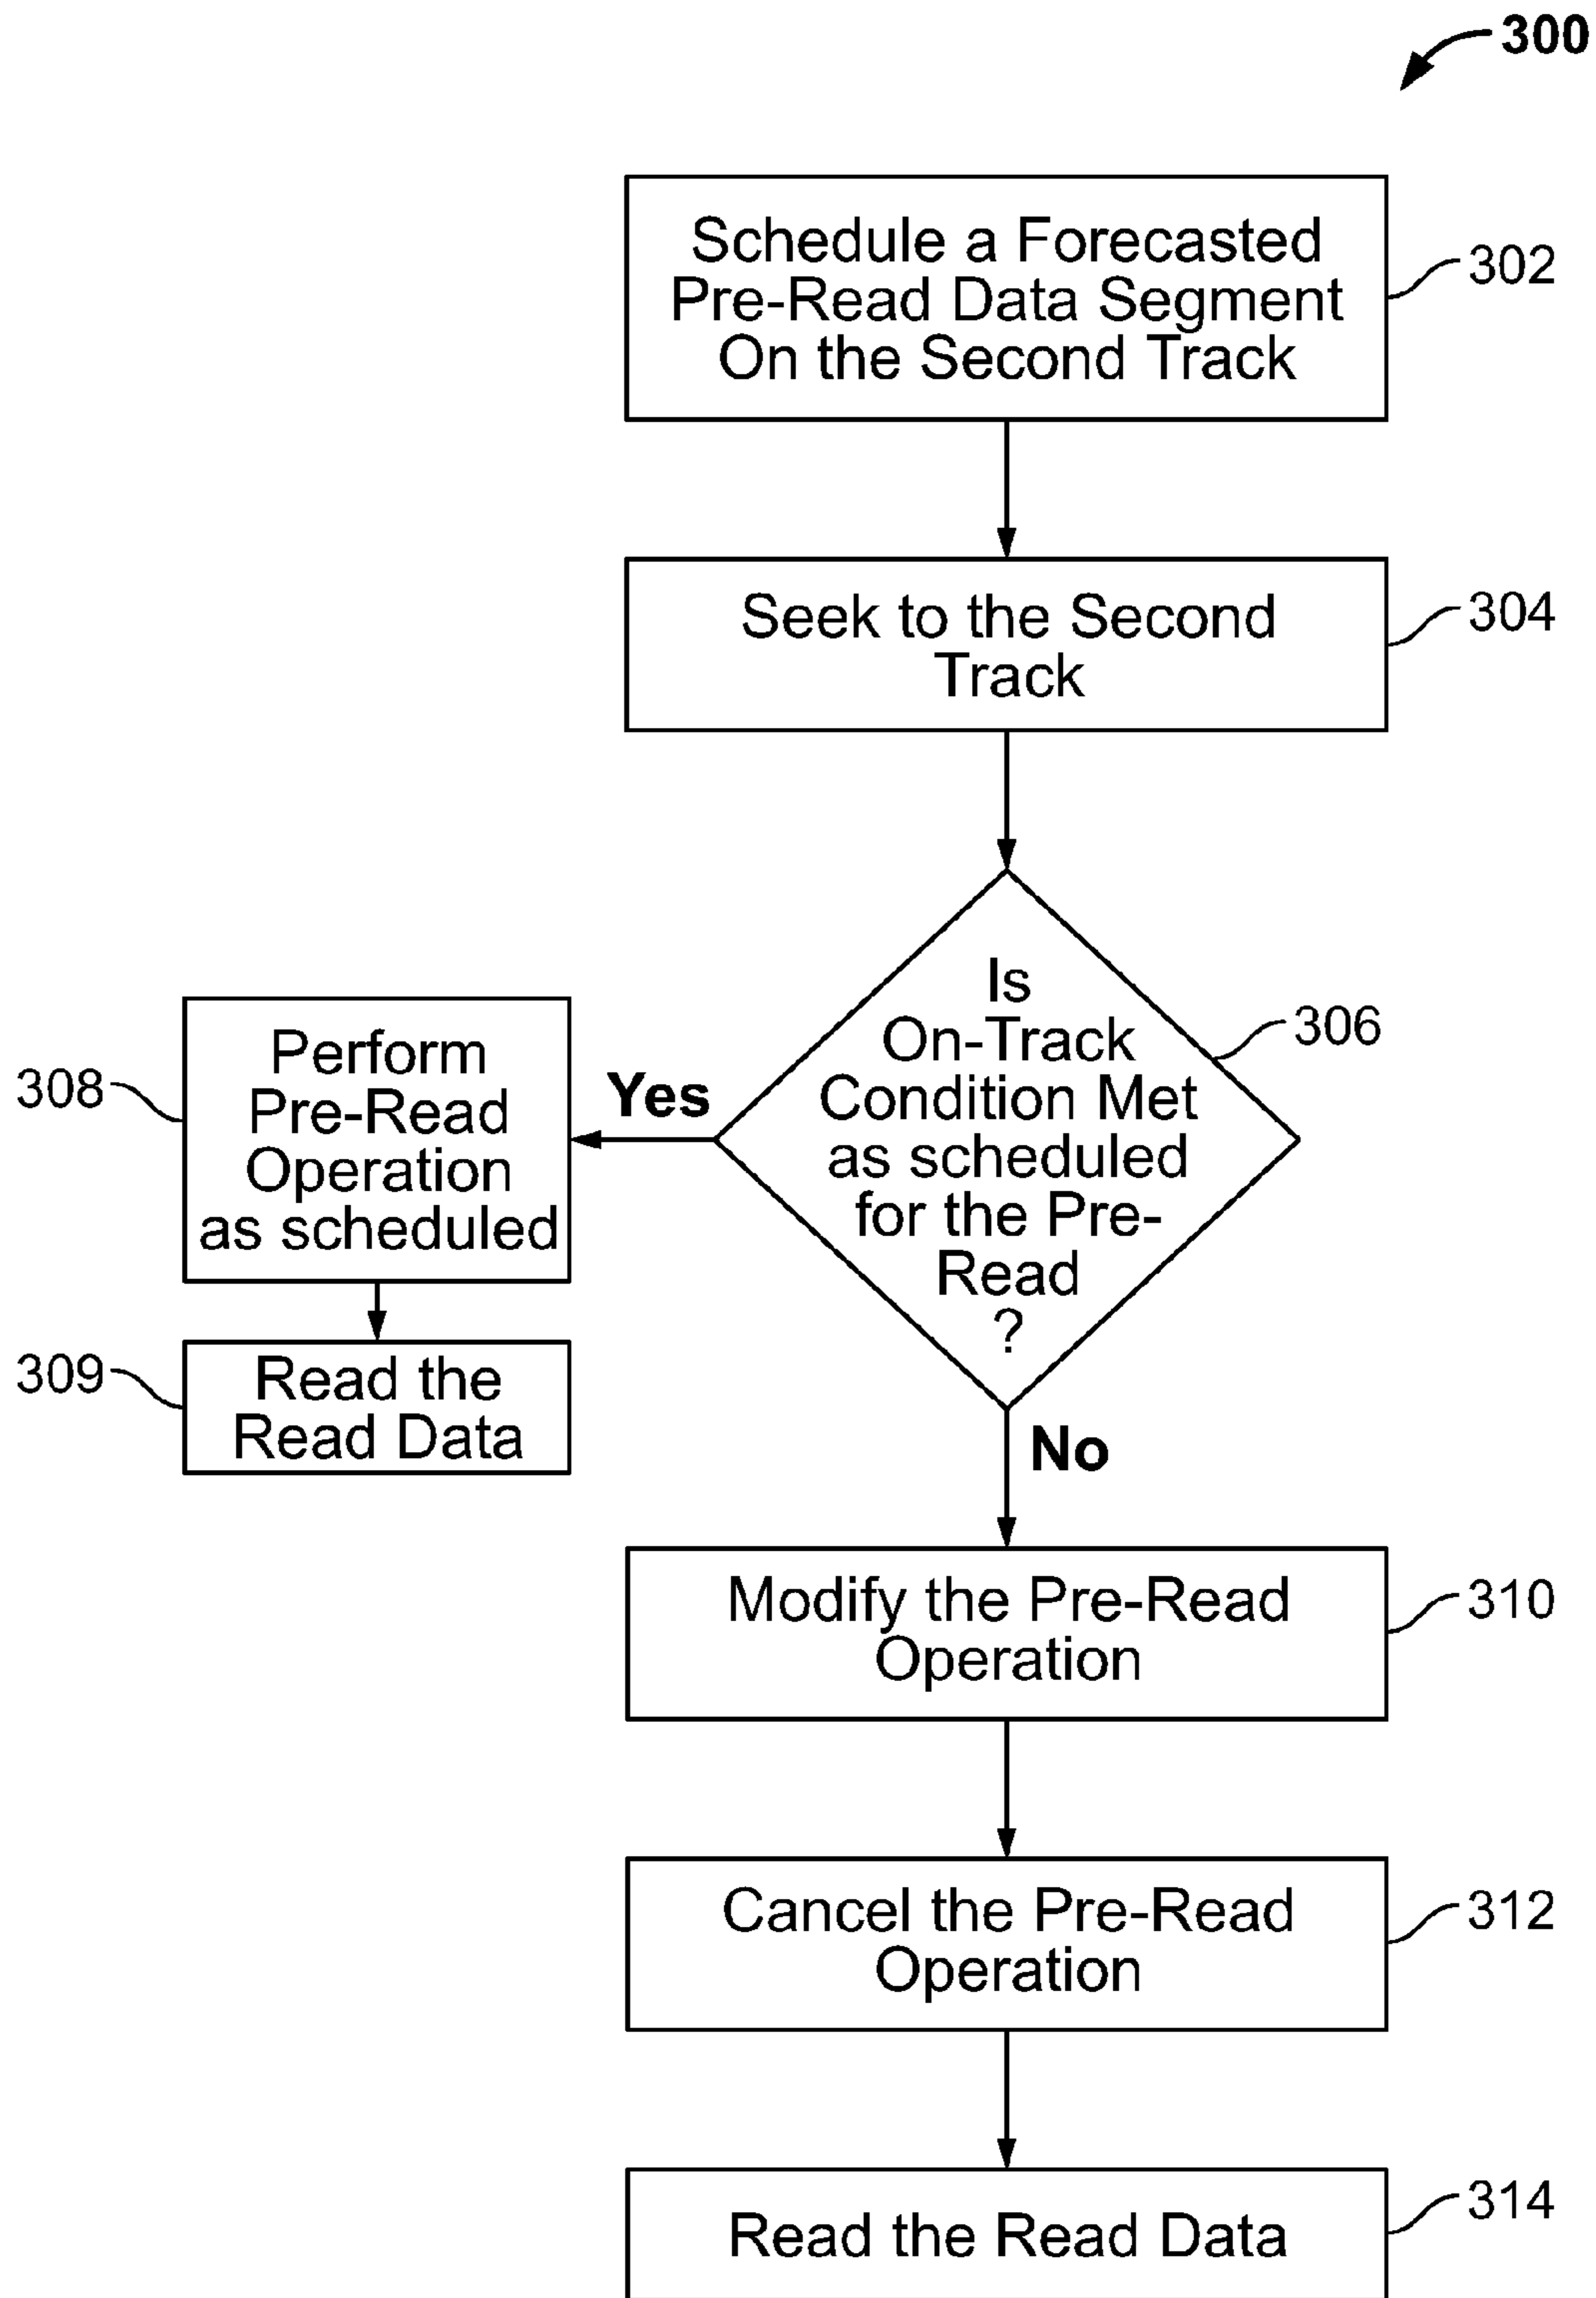 300
Schedule a Forecasted
Pre-Read Data Segment
On the Second Track
302
Seek to the Second
Track
304
Is
On-Track
Condition Met
as scheduled
for the Pre-
Read
?
306
Yes
Perform
Pre-Read
Operation
as scheduled
308
Read the
Read Data
309
No
Modify the Pre-Read
Operation
310
Cancel the Pre-Read
Operation
312
Read the Read Data
314